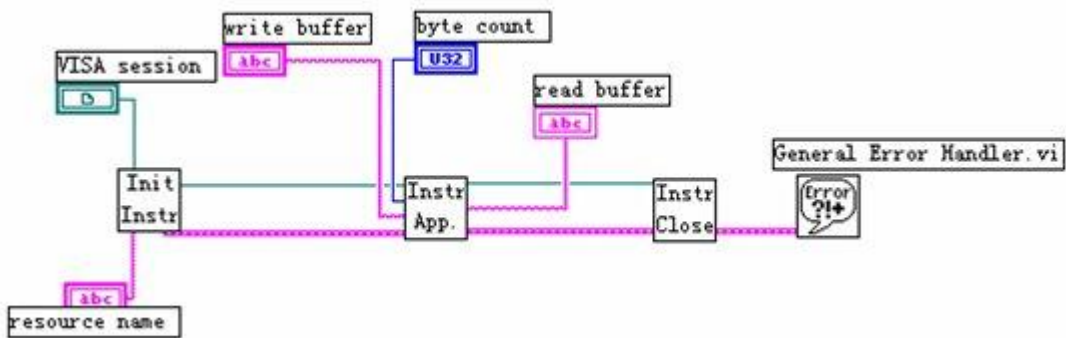 write buffer
byte count
abc
U32
VISA session
read buffer
abc
General Error Handler.vi
Init
Instr
Instr
App.
Instr
Close
Error
?!+
abc
resource name